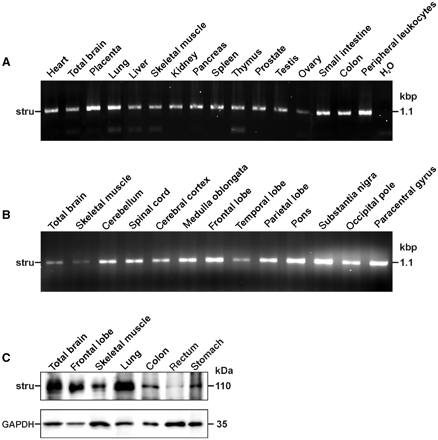 A
Heart Total brain Placenta Lung Liver Skeletal muscle Kidney Pancreas Spleen Thymus Prostate Testis Ovary Small intestine Colon Peripheral leukocytes H₂O
kbp
stru 1.1
B
Total brain Skeletal muscle Cerebellum Spinal cord Cerebral cortex Medulla oblongata Frontal lobe Temporal lobe Parietal lobe Pons Substantia nigra Occipital pole Paracentral gyrus
kbp
stru 1.1
C
Total brain Frontal lobe Skeletal muscle Lung Colon Rectum Stomach
kDa
stru 110
GAPDH 35